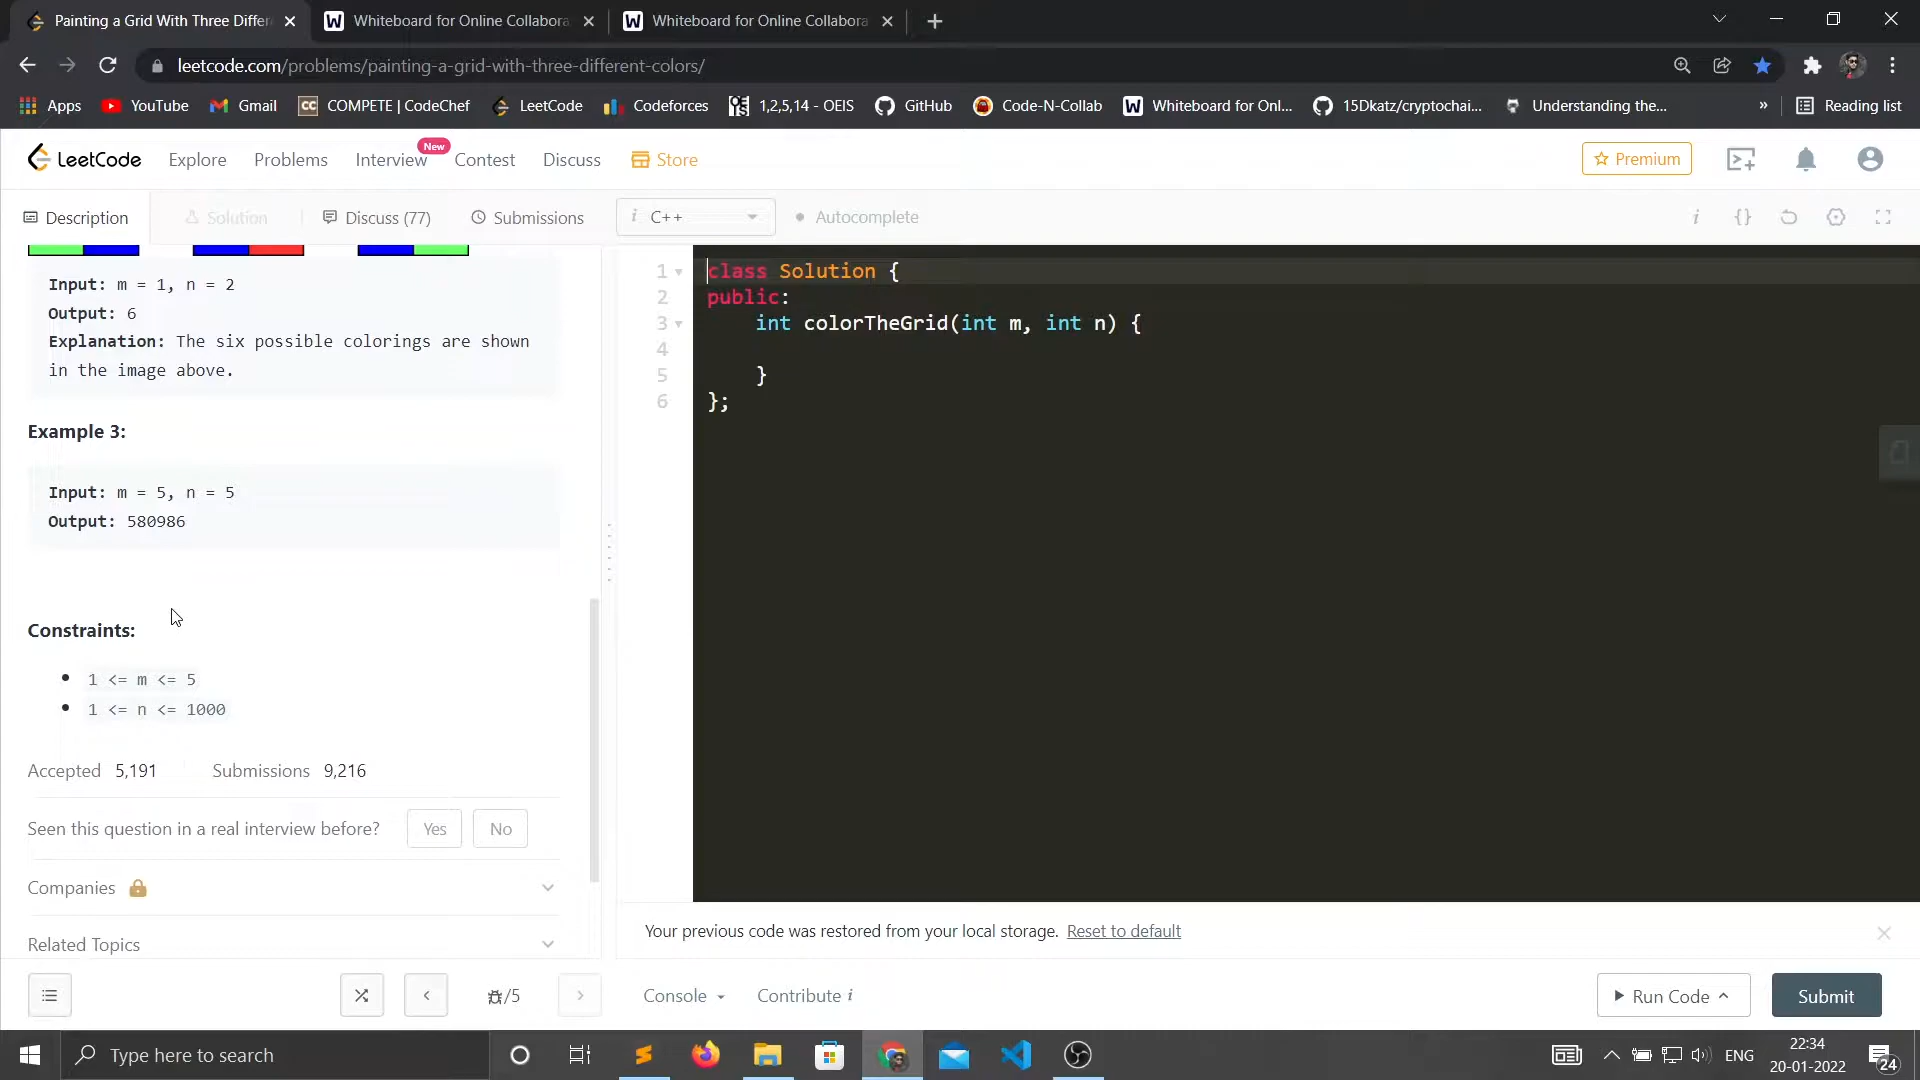 Painting a Grid With Three Differ
Whiteboard for Online Collabora
Whiteboard for Online Collabora
leetcode.com/problems/painting-a-grid-with-three-different-colors/
Apps
YouTube
Gmail
COMPETE | CodeChef
LeetCode
Codeforces
1,2,5,14 - OEIS
GitHub
Code-N-Collab
Whiteboard for Onl...
15Dkatz/cryptochai...
Understanding the...
»
Reading list
LeetCode
Explore
Problems
Interview
New
Contest
Discuss
Store
Premium
Description
Solution
Discuss (77)
Submissions
i C++
Autocomplete
i {}
Input: m = 1, n = 2
Output: 6
Explanation: The six possible colorings are shown
in the image above.
Example 3:
Input: m = 5, n = 5
Output: 580986
Constraints:
1 <= m <= 5
1 <= n <= 1000
Accepted 5,191 Submissions 9,216
Seen this question in a real interview before? Yes No
Companies
Related Topics
1 class Solution {
2 public:
3 int colorTheGrid(int m, int n) {
4
5 }
6 };
Your previous code was restored from your local storage. Reset to default
/5
Console
Contribute i
Run Code
Submit
Type here to search
ENG
22:34
20-01-2022
24